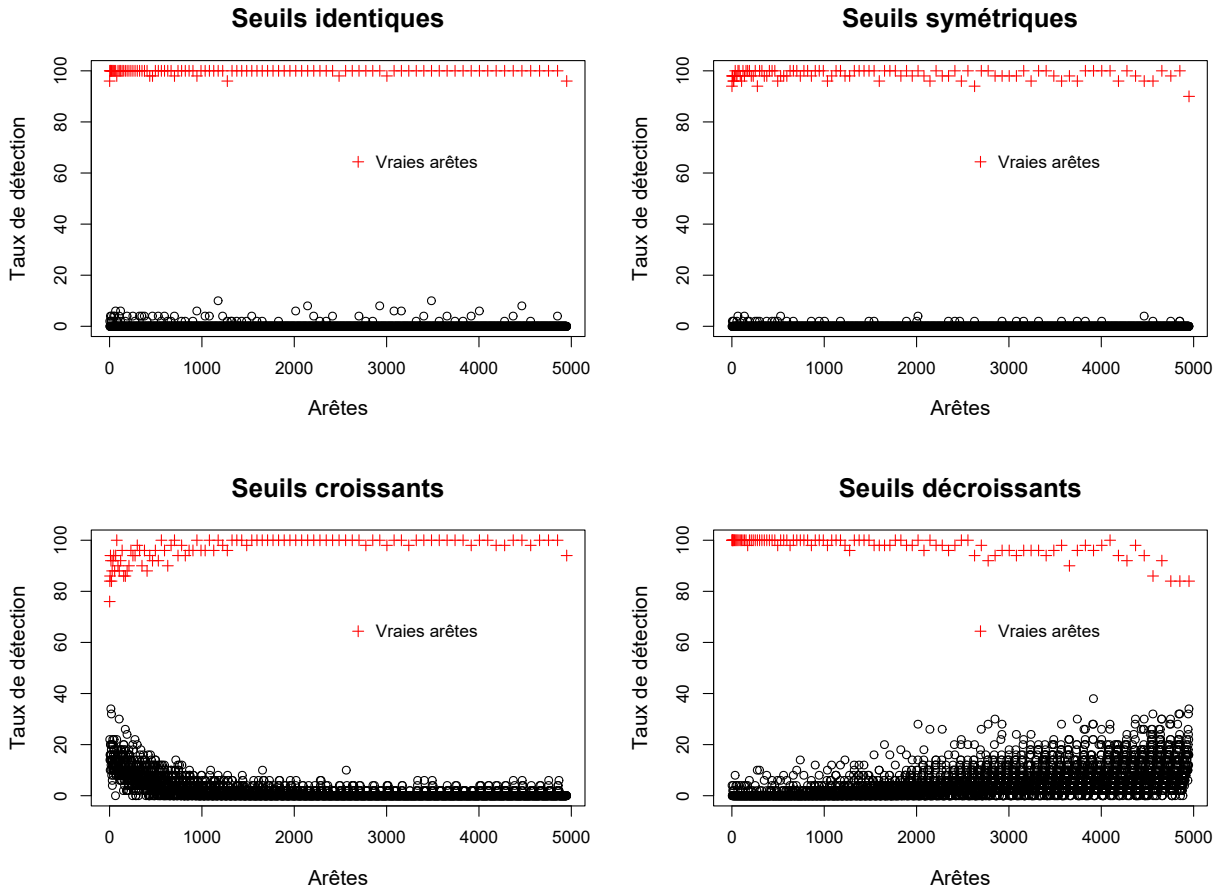 Seuils identiques
Taux de détection
100
80
60
40
20
0
Vraies arêtes
0 1000 2000 3000 4000 5000
Arêtes
Seuils symétriques
Taux de détection
100
80
60
40
20
0
Vraies arêtes
0 1000 2000 3000 4000 5000
Arêtes
Seuils croissants
Taux de détection
100
80
60
40
20
0
Vraies arêtes
0 1000 2000 3000 4000 5000
Arêtes
Seuils décroissants
Taux de détection
100
80
60
40
20
0
Vraies arêtes
0 1000 2000 3000 4000 5000
Arêtes